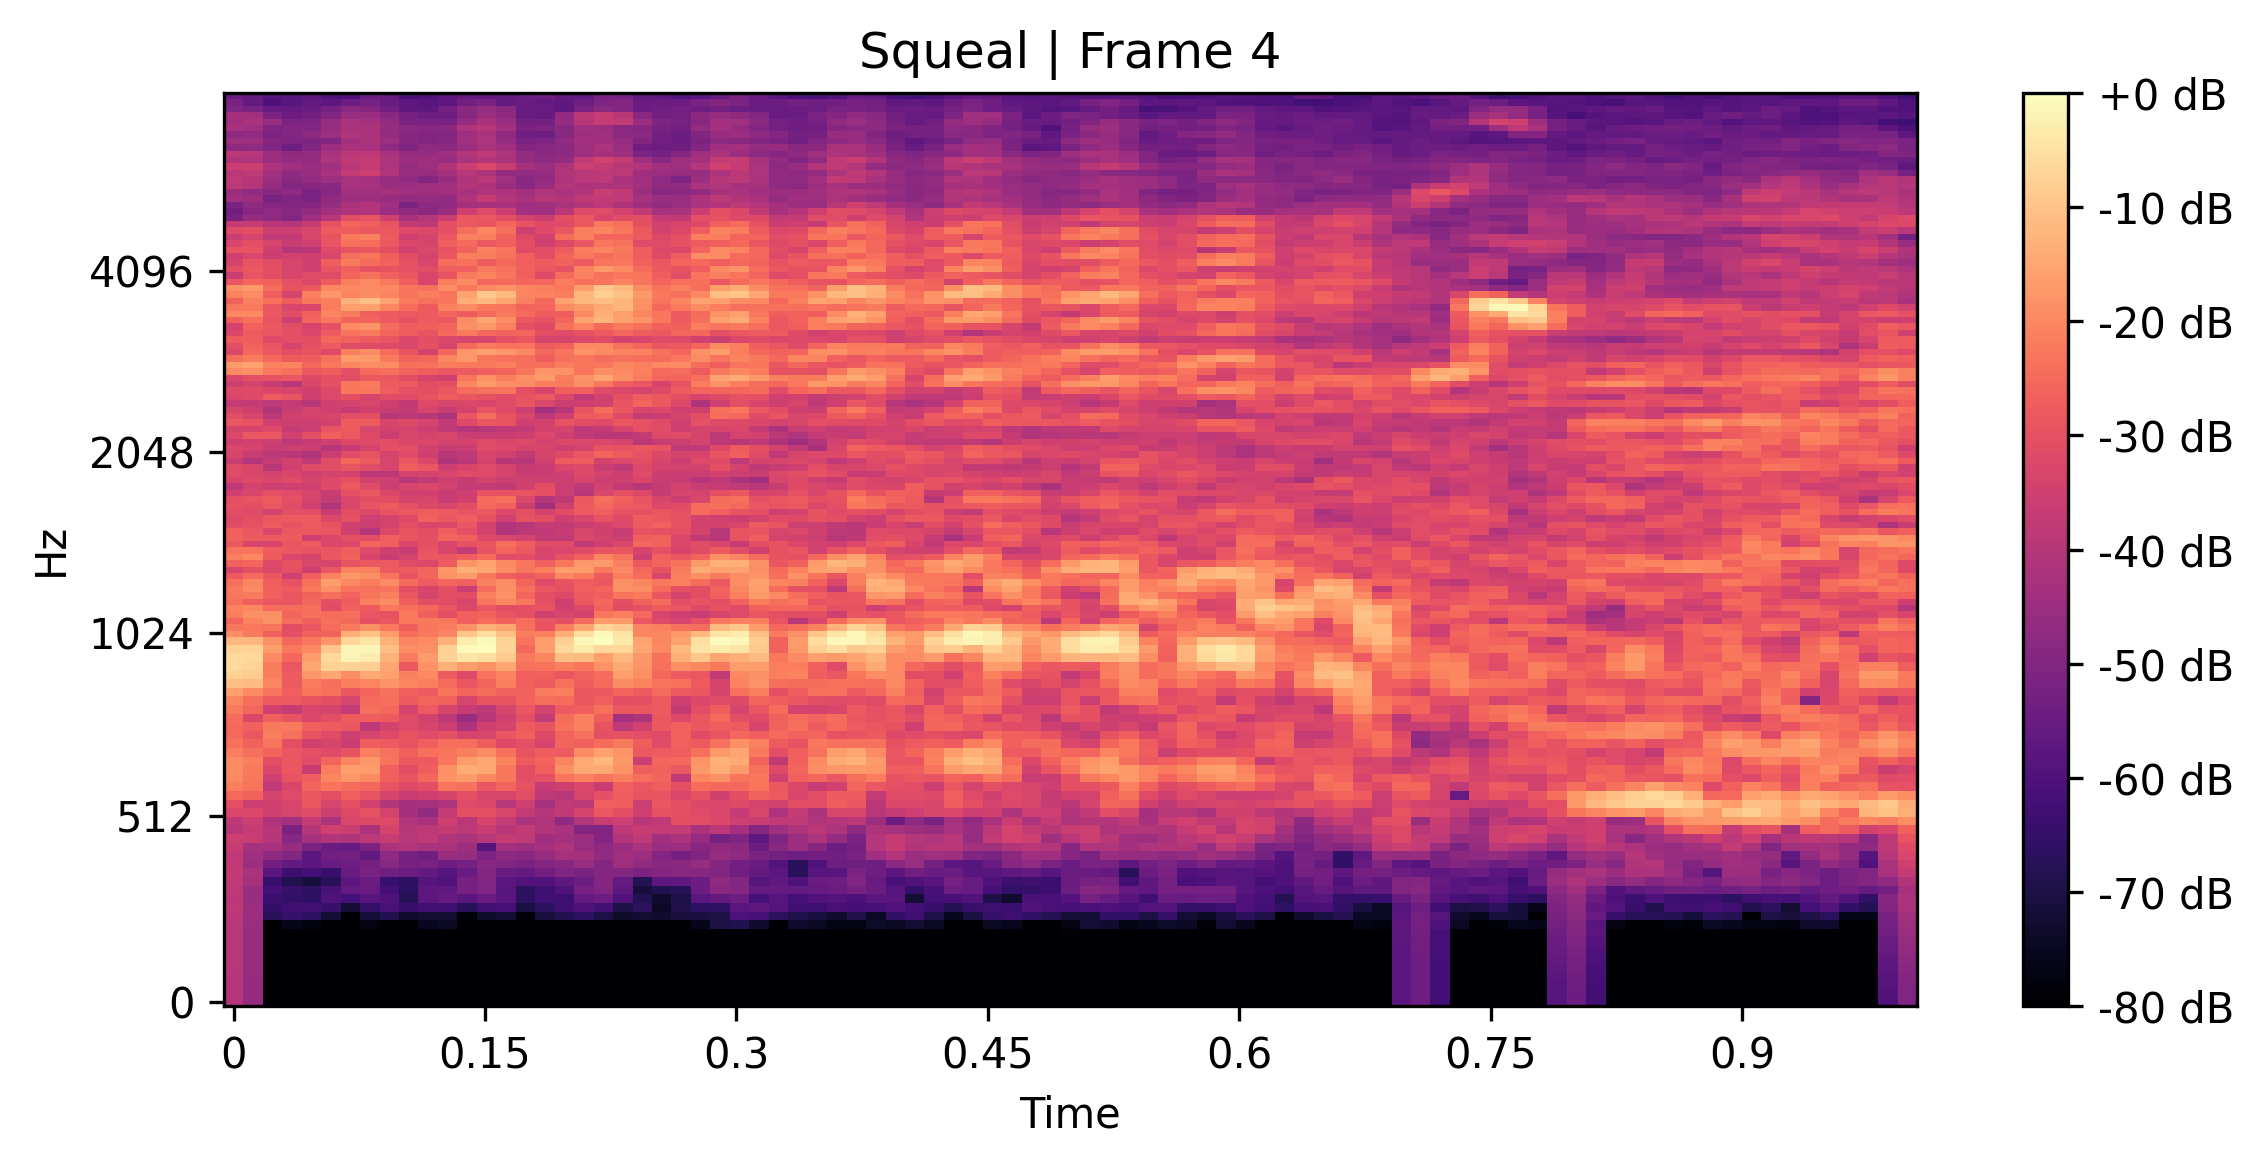 Squeal | Frame 4
Hz
4096
2048
1024
512
0
0 0.15 0.3 0.45 0.6 0.75 0.9
Time
+0 dB
-10 dB
-20 dB
-30 dB
-40 dB
-50 dB
-60 dB
-70 dB
-80 dB